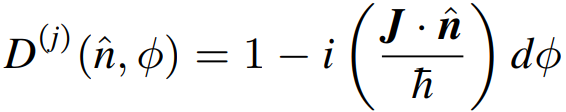 D^{(j)}(\hat{n}, \phi) = 1 - i \left( \frac{\boldsymbol{J} \cdot \hat{\boldsymbol{n}}}{\hbar} \right) d\phi